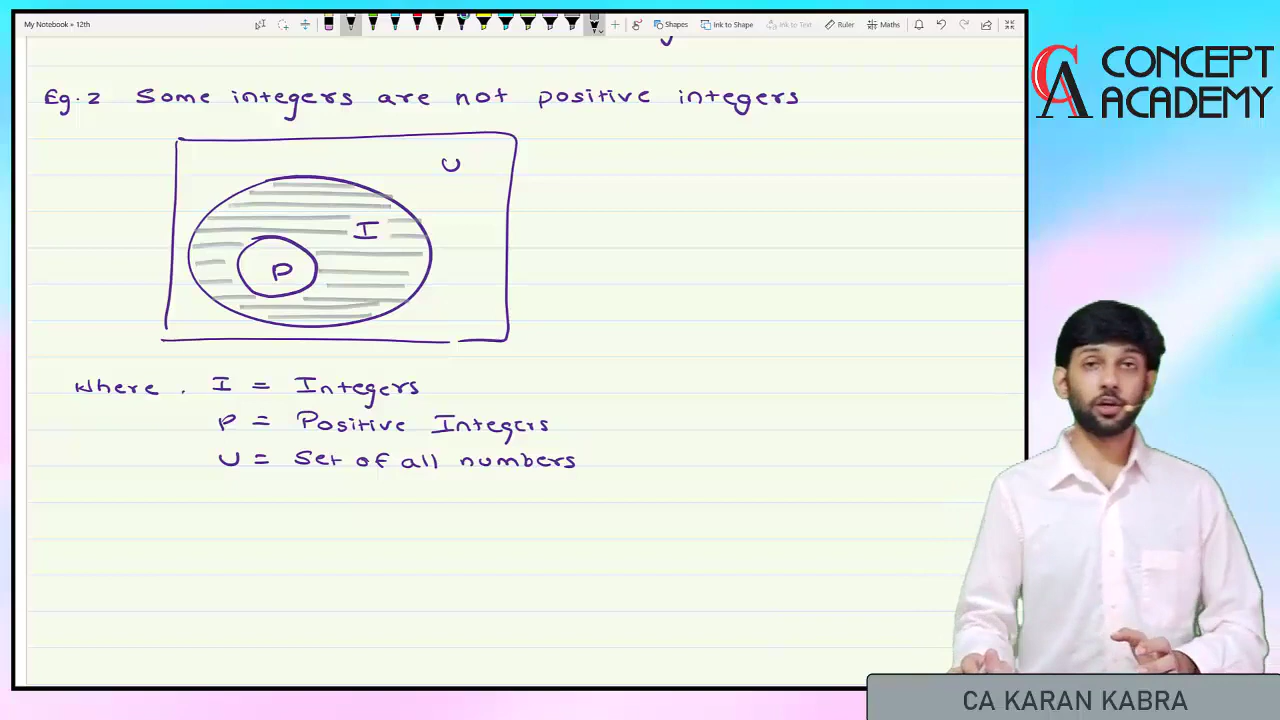 My Notebook » 12th
Shapes
Ink to Shape
Ink to Text
Ruler
Maths
CONCEPT
ACADEMY
Eg. 2 Some integers are not positive integers
U
I
P
Where . I = Integers
P = Positive Integers
U = Set of all numbers
CA KARAN KABRA